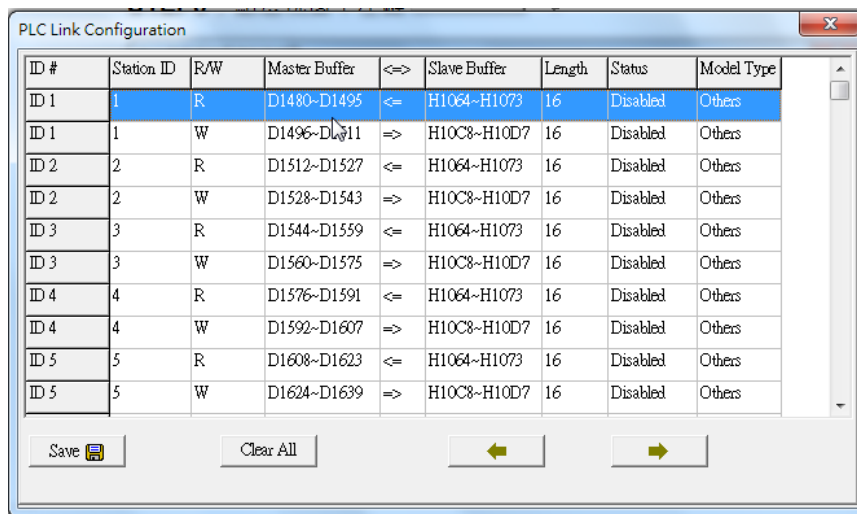 PLC Link Configuration
ID # Station ID R/W Master Buffer <=> Slave Buffer Length Status Model Type
ID 1 1 R D1480~D1495 <= H1064~H1073 16 Disabled Others
ID 1 1 W D1496~D1511 => H10C8~H10D7 16 Disabled Others
ID 2 2 R D1512~D1527 <= H1064~H1073 16 Disabled Others
ID 2 2 W D1528~D1543 => H10C8~H10D7 16 Disabled Others
ID 3 3 R D1544~D1559 <= H1064~H1073 16 Disabled Others
ID 3 3 W D1560~D1575 => H10C8~H10D7 16 Disabled Others
ID 4 4 R D1576~D1591 <= H1064~H1073 16 Disabled Others
ID 4 4 W D1592~D1607 => H10C8~H10D7 16 Disabled Others
ID 5 5 R D1608~D1623 <= H1064~H1073 16 Disabled Others
ID 5 5 W D1624~D1639 => H10C8~H10D7 16 Disabled Others
Save Clear All